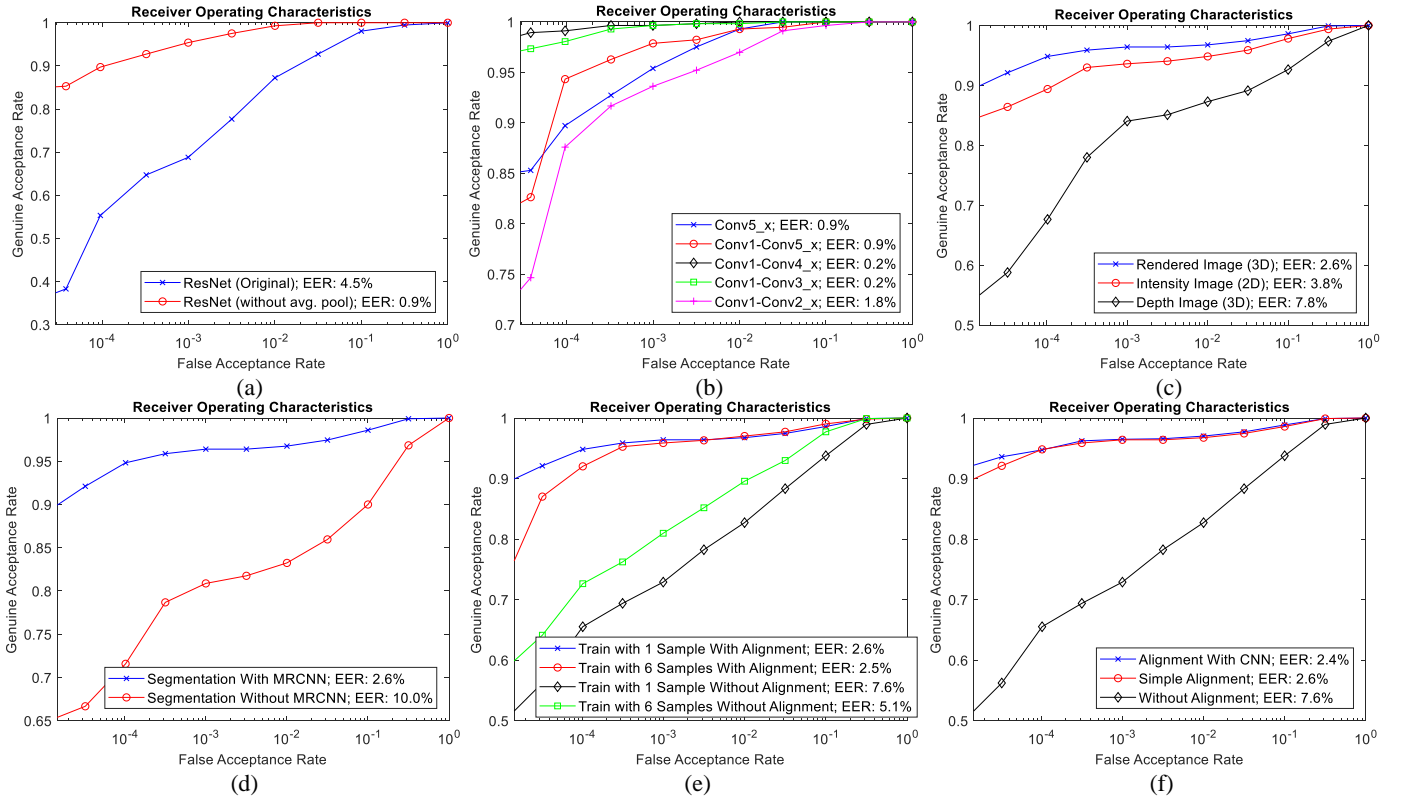 Receiver Operating Characteristics
Genuine Acceptance Rate
1
0.9
0.8
0.7
0.6
0.5
0.4
0.3
ResNet (Original); EER: 4.5%
ResNet (without avg. pool); EER: 0.9%
10^-4 10^-3 10^-2 10^-1 10^0
False Acceptance Rate
(a)
Receiver Operating Characteristics
Genuine Acceptance Rate
1
0.95
0.9
0.85
0.8
0.75
0.7
Conv5_x; EER: 0.9%
Conv1-Conv5_x; EER: 0.9%
Conv1-Conv4_x; EER: 0.2%
Conv1-Conv3_x; EER: 0.2%
Conv1-Conv2_x; EER: 1.8%
10^-4 10^-3 10^-2 10^-1 10^0
False Acceptance Rate
(b)
Receiver Operating Characteristics
Genuine Acceptance Rate
1
0.9
0.8
0.7
0.6
0.5
Rendered Image (3D); EER: 2.6%
Intensity Image (2D); EER: 3.8%
Depth Image (3D); EER: 7.8%
10^-4 10^-3 10^-2 10^-1 10^0
False Acceptance Rate
(c)
Receiver Operating Characteristics
Genuine Acceptance Rate
1
0.95
0.9
0.85
0.8
0.75
0.7
0.65
Segmentation With MRCNN; EER: 2.6%
Segmentation Without MRCNN; EER: 10.0%
10^-4 10^-3 10^-2 10^-1 10^0
False Acceptance Rate
(d)
Receiver Operating Characteristics
Genuine Acceptance Rate
1
0.9
0.8
0.7
0.6
0.5
Train with 1 Sample With Alignment; EER: 2.6%
Train with 6 Samples With Alignment; EER: 2.5%
Train with 1 Sample Without Alignment; EER: 7.6%
Train with 6 Samples Without Alignment; EER: 5.1%
10^-4 10^-3 10^-2 10^-1 10^0
False Acceptance Rate
(e)
Receiver Operating Characteristics
Genuine Acceptance Rate
1
0.9
0.8
0.7
0.6
0.5
Alignment With CNN; EER: 2.4%
Simple Alignment; EER: 2.6%
Without Alignment; EER: 7.6%
10^-4 10^-3 10^-2 10^-1 10^0
False Acceptance Rate
(f)